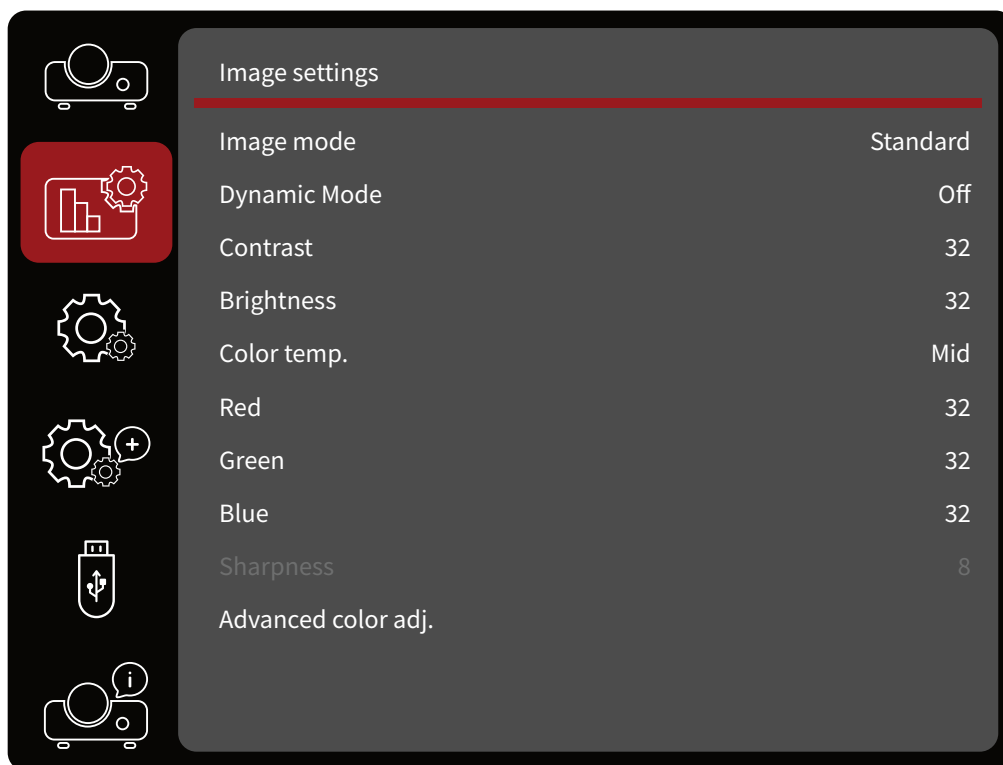 Image settings
Image mode Standard
Dynamic Mode Off
Contrast 32
Brightness 32
Color temp. Mid
Red 32
Green 32
Blue 32
Sharpness 8
Advanced color adj.
i